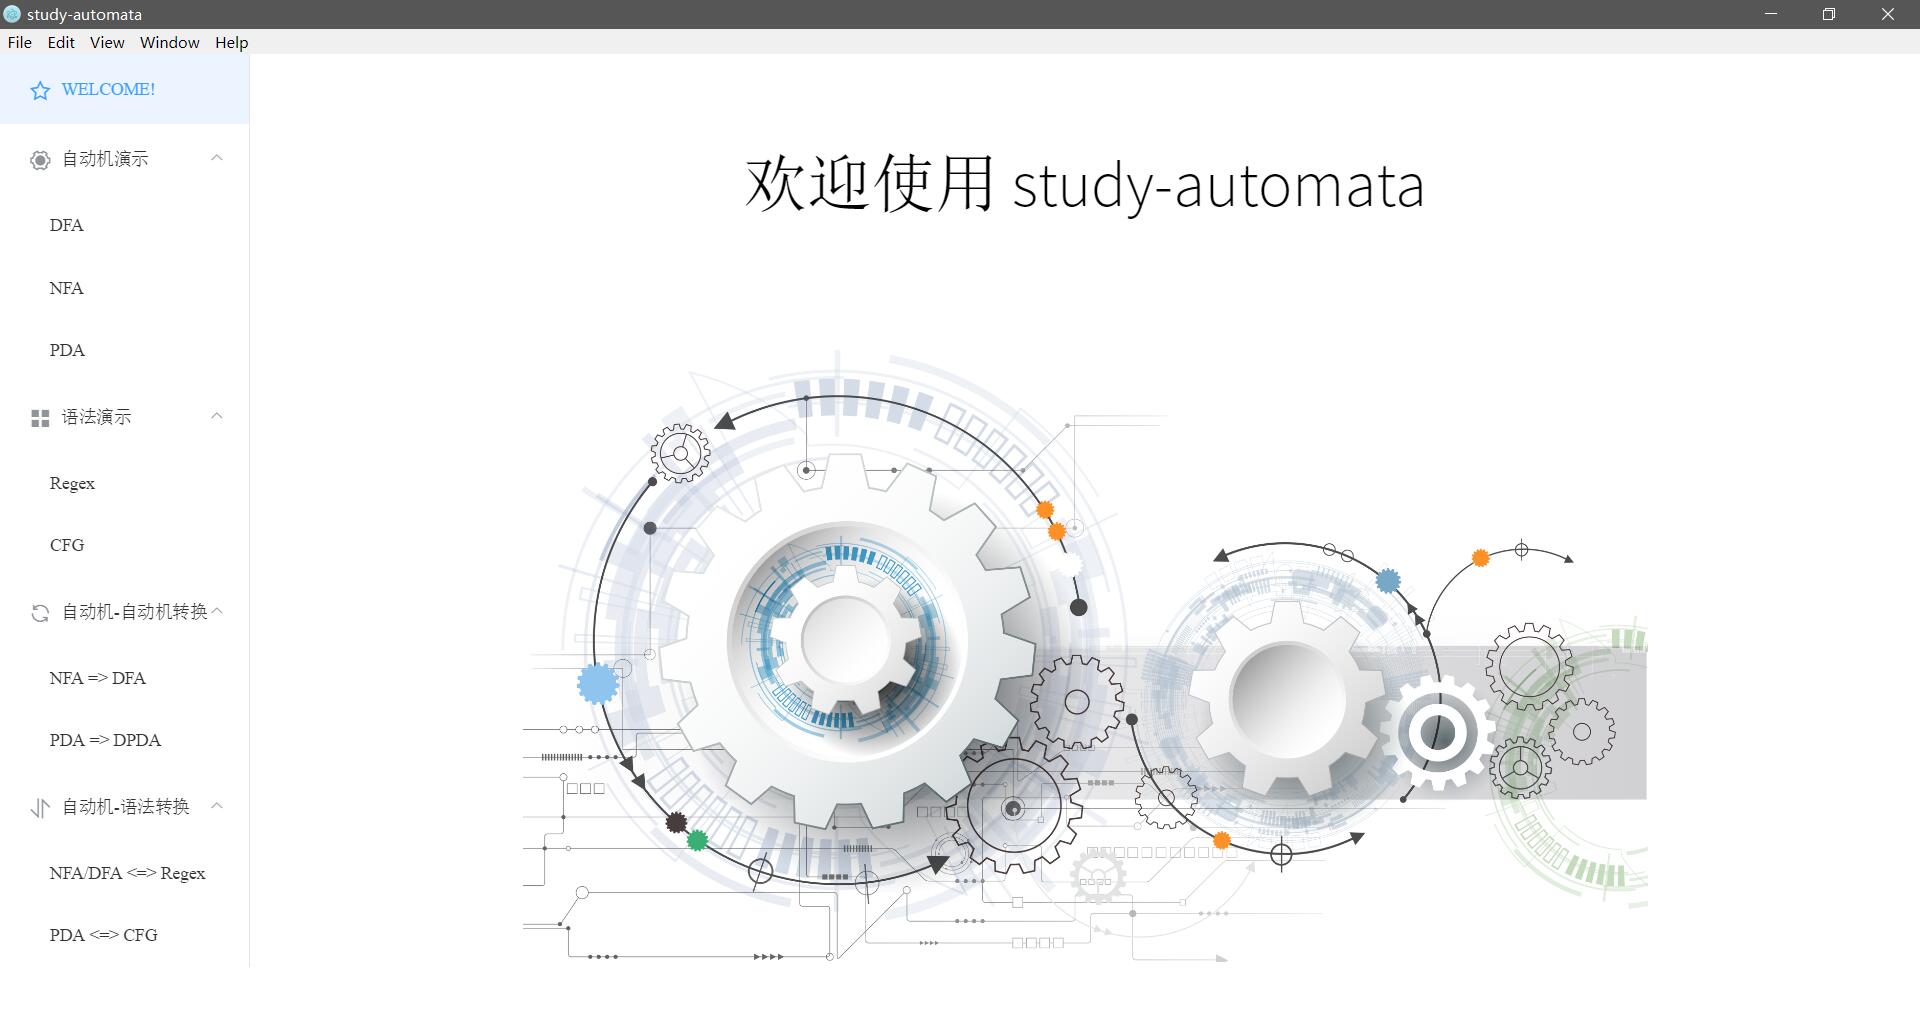 study-automata
File Edit View Window Help
WELCOME!
自动机演示
DFA
NFA
PDA
语法演示
Regex
CFG
自动机-自动机转换
NFA => DFA
PDA => DPDA
自动机-语法转换
NFA/DFA <=> Regex
PDA <=> CFG
欢迎使用 study-automata